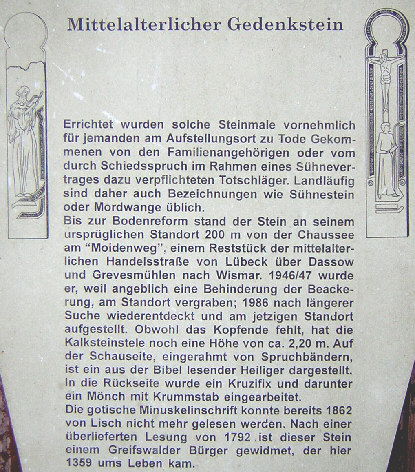 Mittelalterlicher Gedenkstein
Errichtet wurden solche Steinmale vornehmlich
für jemanden am Aufstellungsort zu Tode Gekom-
menen von den Familienangehörigen oder vom
durch Schiedsspruch im Rahmen eines Sühnever-
trages dazu verpflichteten Totschläger. Landläufig
sind daher auch Bezeichnungen wie Sühnestein
oder Mordwange üblich.
Bis zur Bodenreform stand der Stein an seinem
ursprüglichen Standort 200 m von der Chaussee
am "Moidenweg". einem Reststück der mittelalter-
lichen Handelsstraße von Lübeck über Dassow
und Grevesmühlen nach Wismar. 1946/47 wurde
er, weil angeblich eine Behinderung der Beacke-
rung, am Standort vergraben; 1986 nach längerer
Suche wiederentdeckt und am jetzigen Standort
aufgestellt. Obwohl das Kopfende fehlt, hat die
Kalksteinstele noch eine Höhe von ca. 2,20 m. Auf
der Schauseite, eingerahmt von Spruchbändern,
ist ein aus der Bibel lesender Heiliger dargestellt.
In die Rückseite wurde ein Kruzifix und darunter
ein Mönch mit Krummstab eingearbeitet.
Die gotische Minuskelinschrift konnte bereits 1862
von Lisch nicht mehr gelesen werden. Nach einer
überlieferten Lesung von 1792 ist dieser Stein
einem Greifswalder Bürger gewidmet, der hier
1359 ums Leben kam.